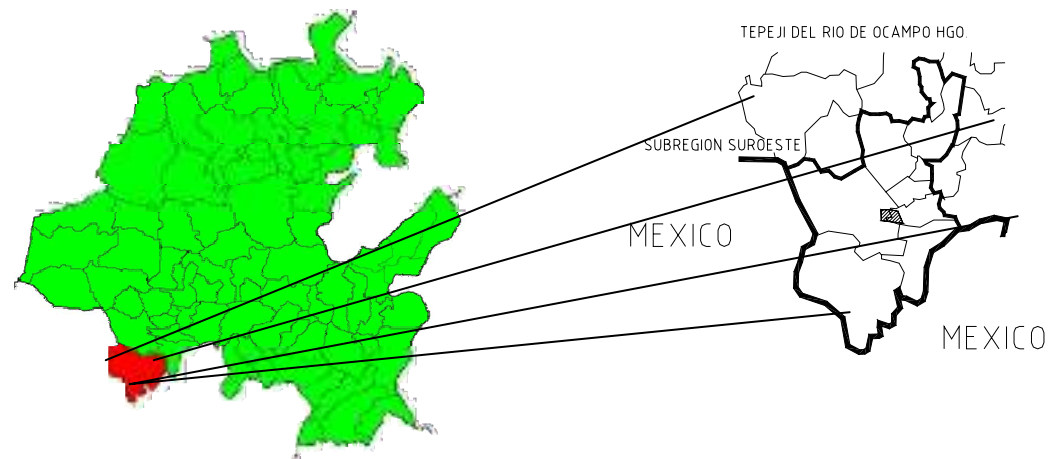 TEPEJI DEL RIO DE OCAMPO HGO.
SUBREGION SUROESTE
MEXICO
MEXICO